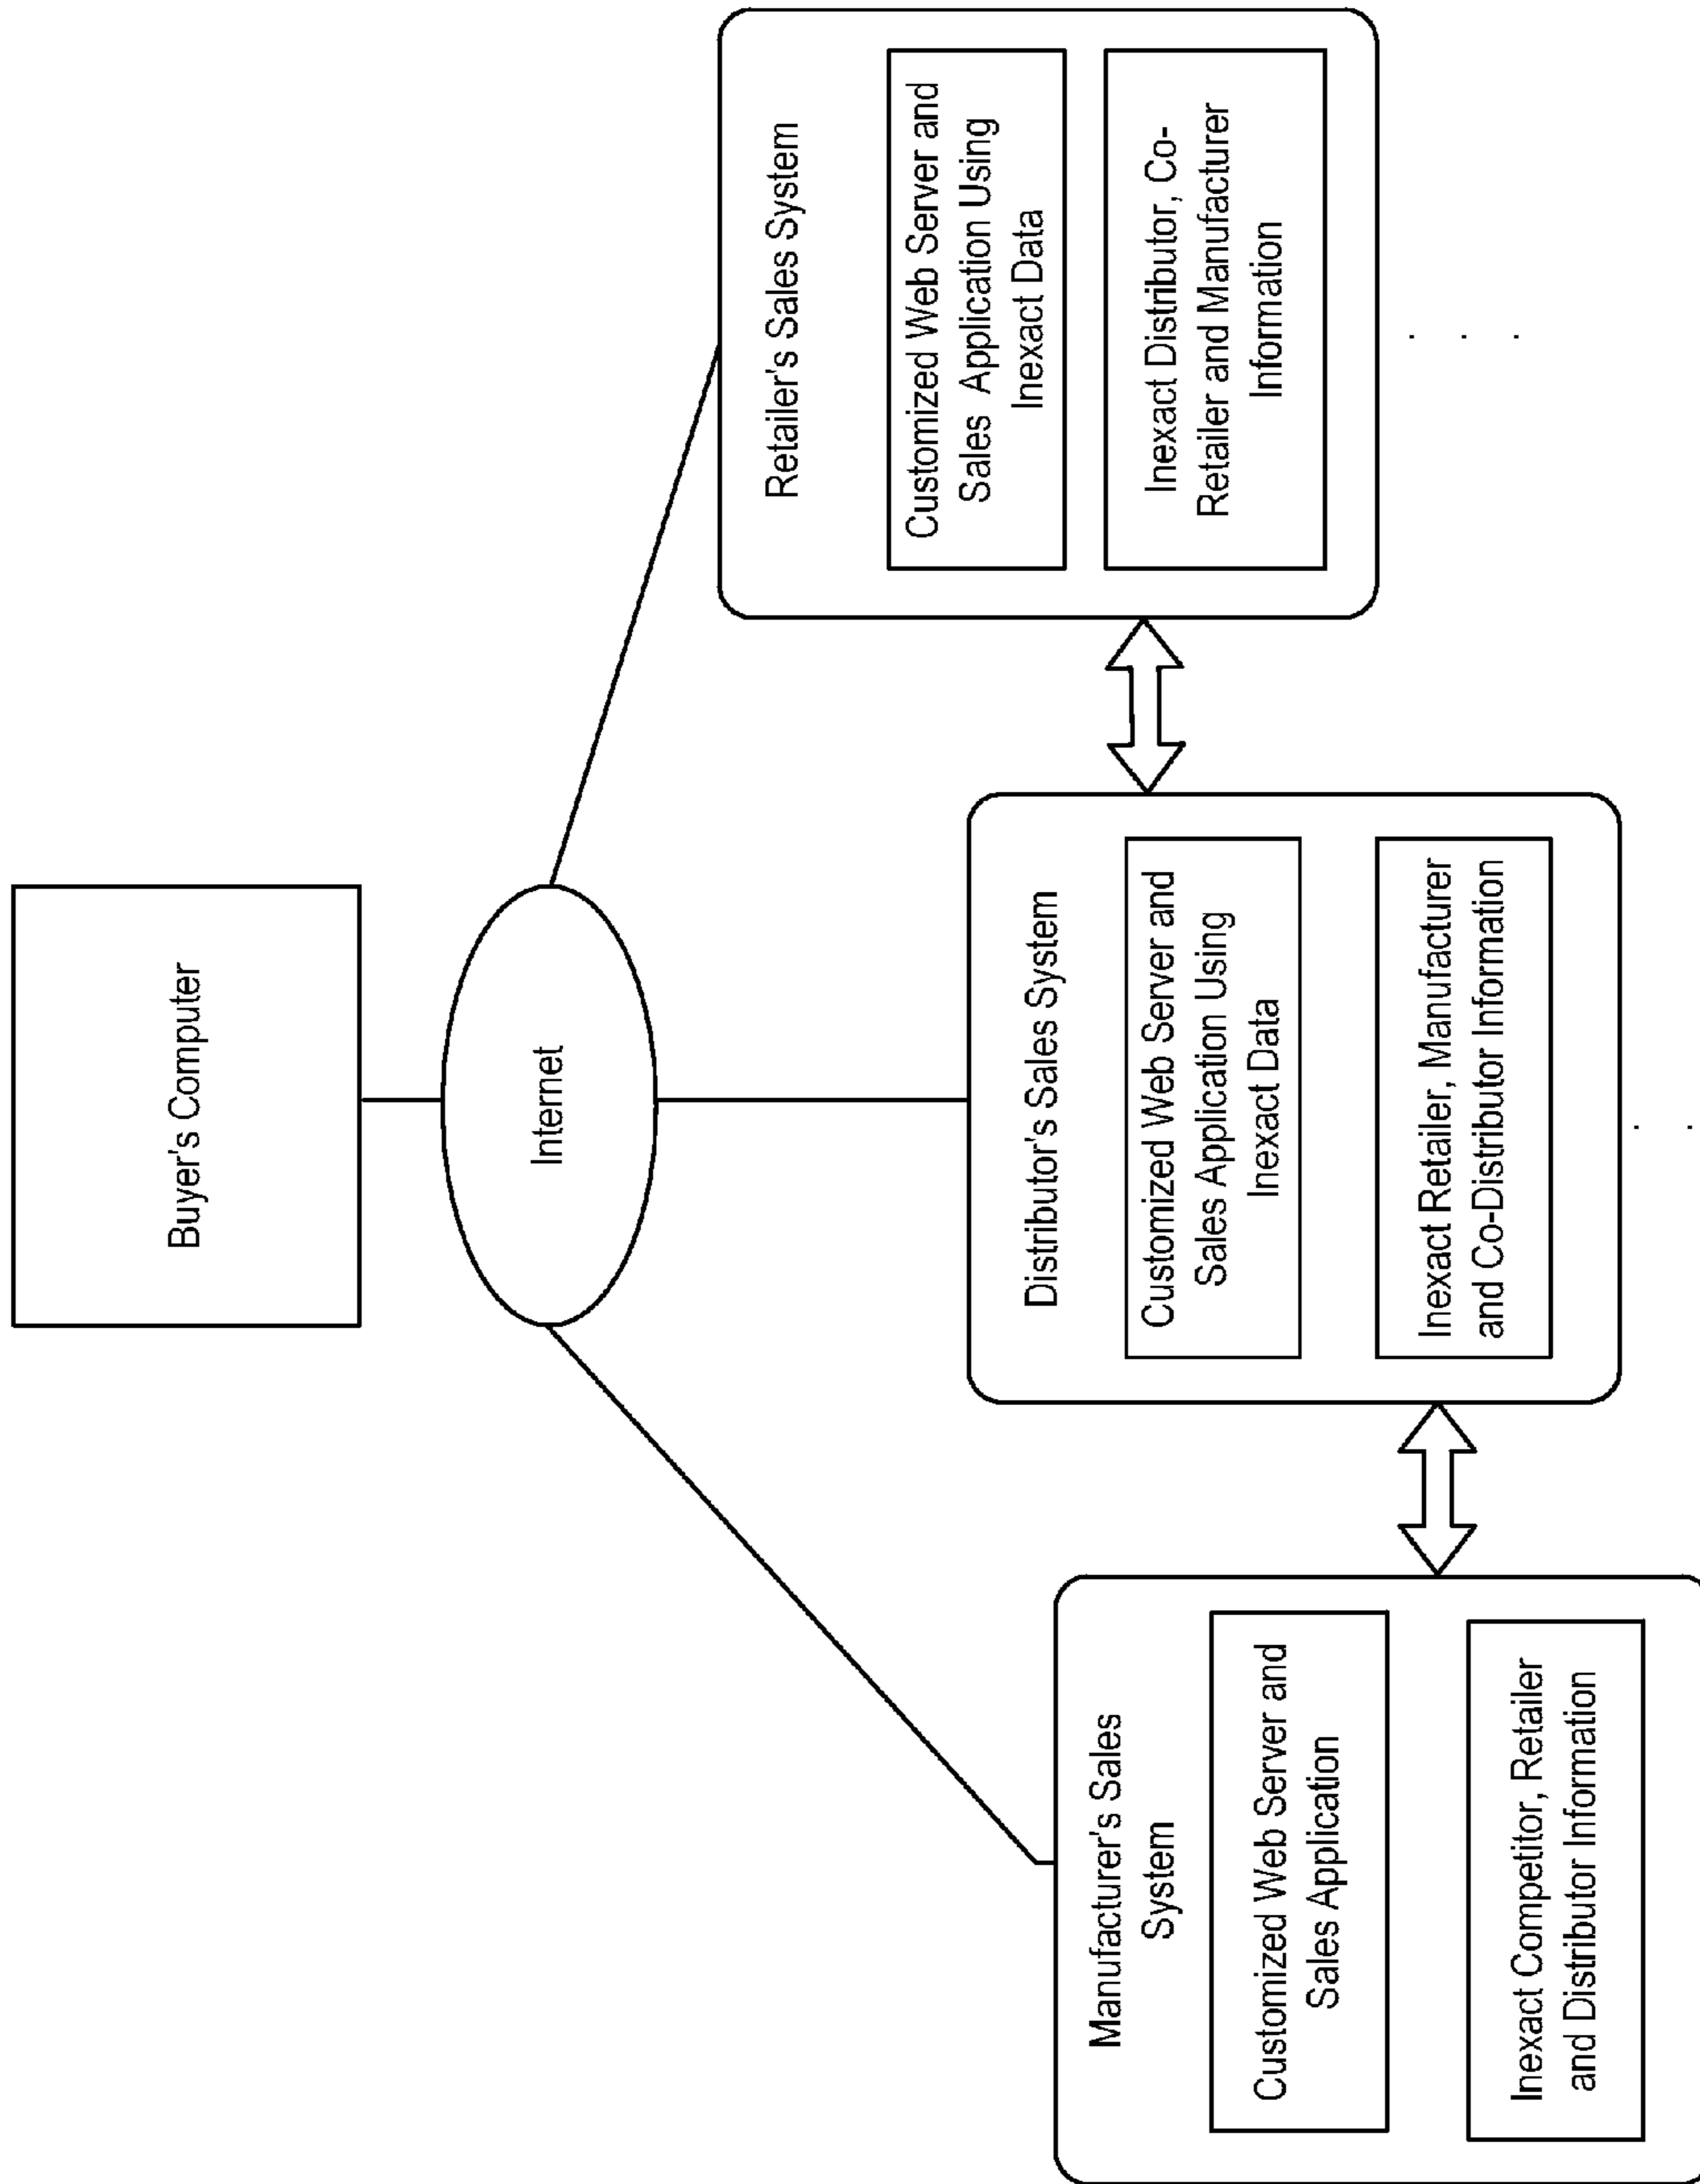 Buyer's Computer
Internet
Manufacturer's Sales
System
Customized Web Server and
Sales Application
Inexact Competitor, Retailer
and Distributor Information
Distributor's Sales System
Customized Web Server and
Sales Application Using
Inexact Data
Inexact Retailer, Manufacturer
and Co-Distributor Information
Retailer's Sales System
Customized Web Server and
Sales Application Using
Inexact Data
Inexact Distributor, Co-
Retailer and Manufacturer
Information